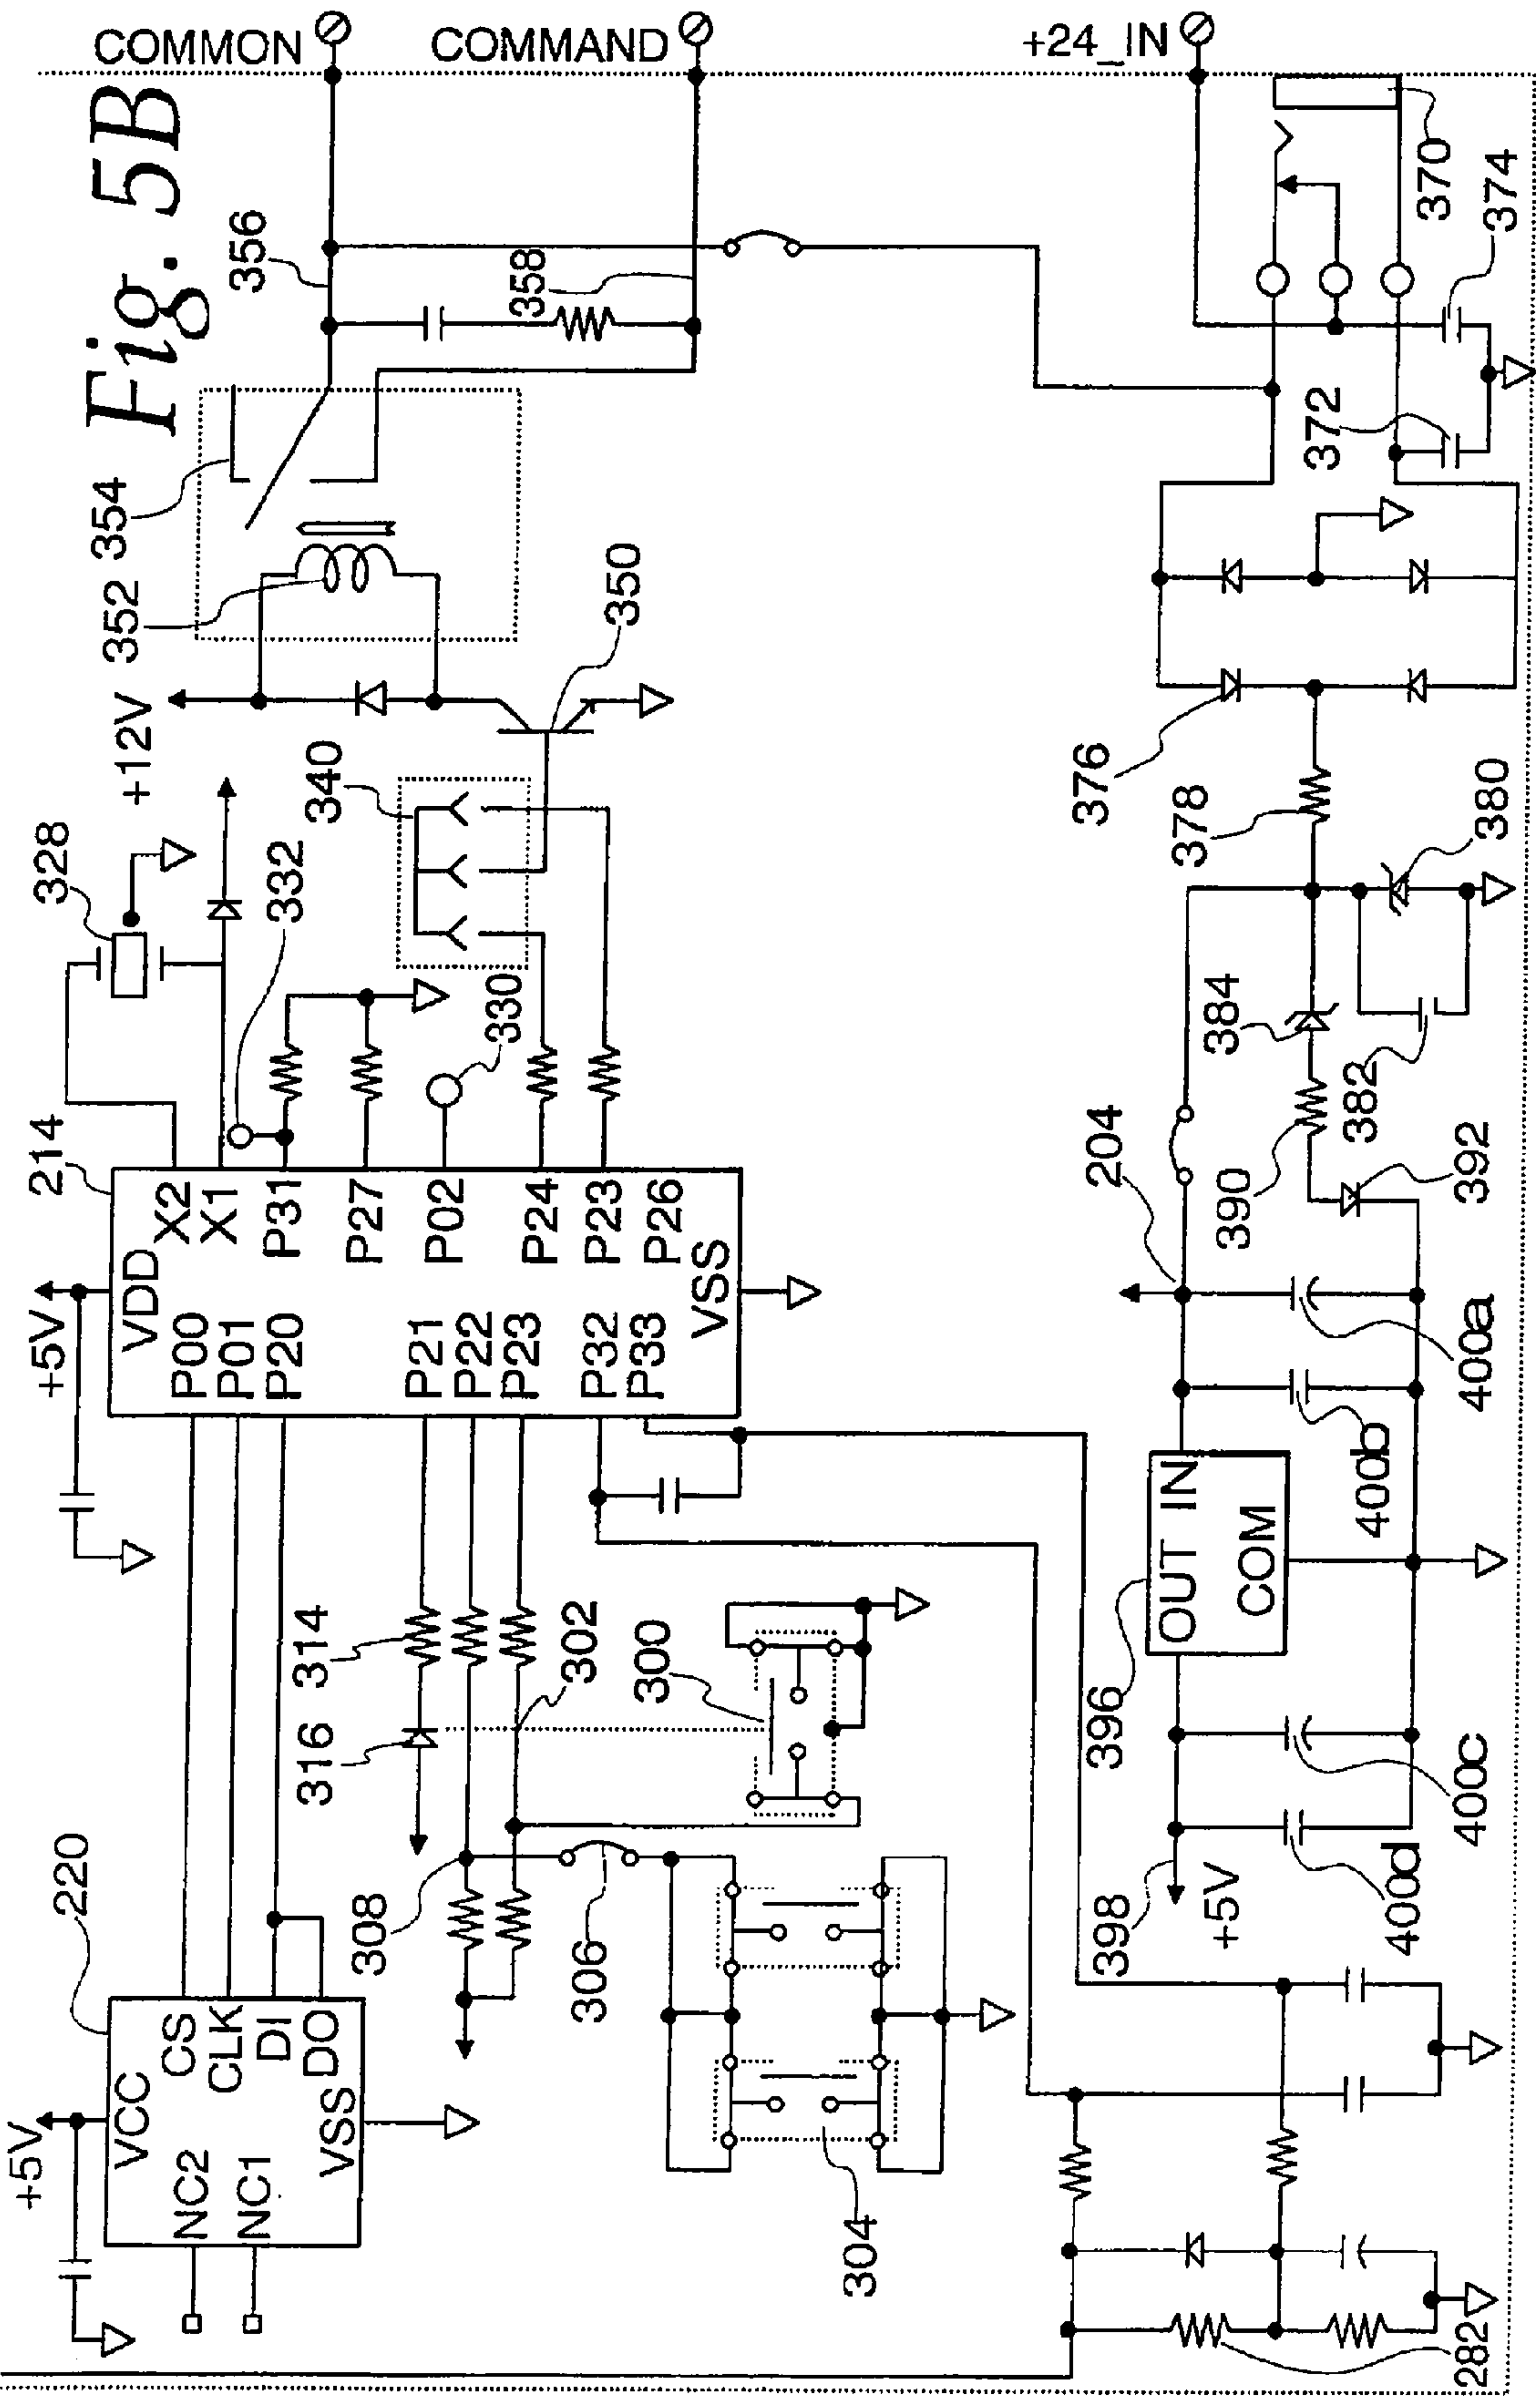 COMMON
COMMAND
+24_IN
Fig. 5B
356
358
370
374
372
354
352
350
+12V
340
376
378
380
328
332
330
384
382
214
204
390
392
+5V
VDD
X2
X1
P31
P27
P02
P24
P23
P26
VSS
P00
P01
P20
P21
P22
P23
P32
P33
400a
400b
IN
OUT
COM
396
314
302
300
316
400c
400d
398
+5V
220
308
306
+5V
VCC
CS
CLK
DI
DO
NC2
NC1
VSS
304
282